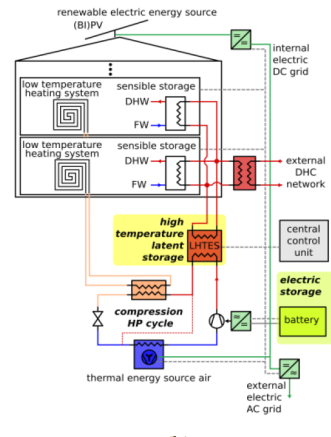 renewable electric energy source
(BI)PV
internal
electric
DC grid
low temperature
heating system
sensible storage
DHW
FW
low temperature
heating system
sensible storage
DHW
FW
external
DHC
network
high
temperature
latent
storage
LHTES
central
control
unit
electric
storage
battery
compression
HP cycle
thermal energy source air
external
electric
AC grid